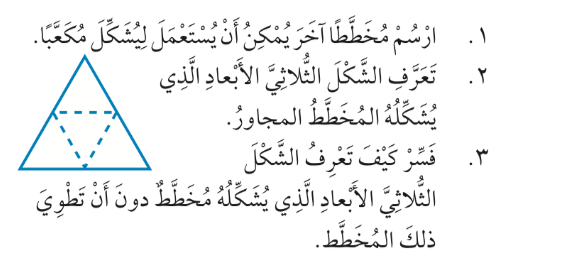 ١. ارْسُمْ مُخَطَّطًا آخَرَ يُمْكِنُ أَنْ يُسْتَعْمَلَ لِيُشَكِّلَ مُكَعَّبًا.
٢. تَعَرَّفِ الشَّكْلَ الثُّلاثِيَّ الأَبْعادِ الَّذِي
يُشَكِّلُهُ المُخَطَّطُ المجاورُ.
٣. فَسِّرْ كَيْفَ تَعْرِفُ الشَّكْلَ
الثُّلاثِيَّ الأَبْعادِ الَّذِي يُشَكِّلُهُ مُخَطَّطٌ دونَ أَنْ تَطْوِيَ
ذلكَ المُخَطَّط.